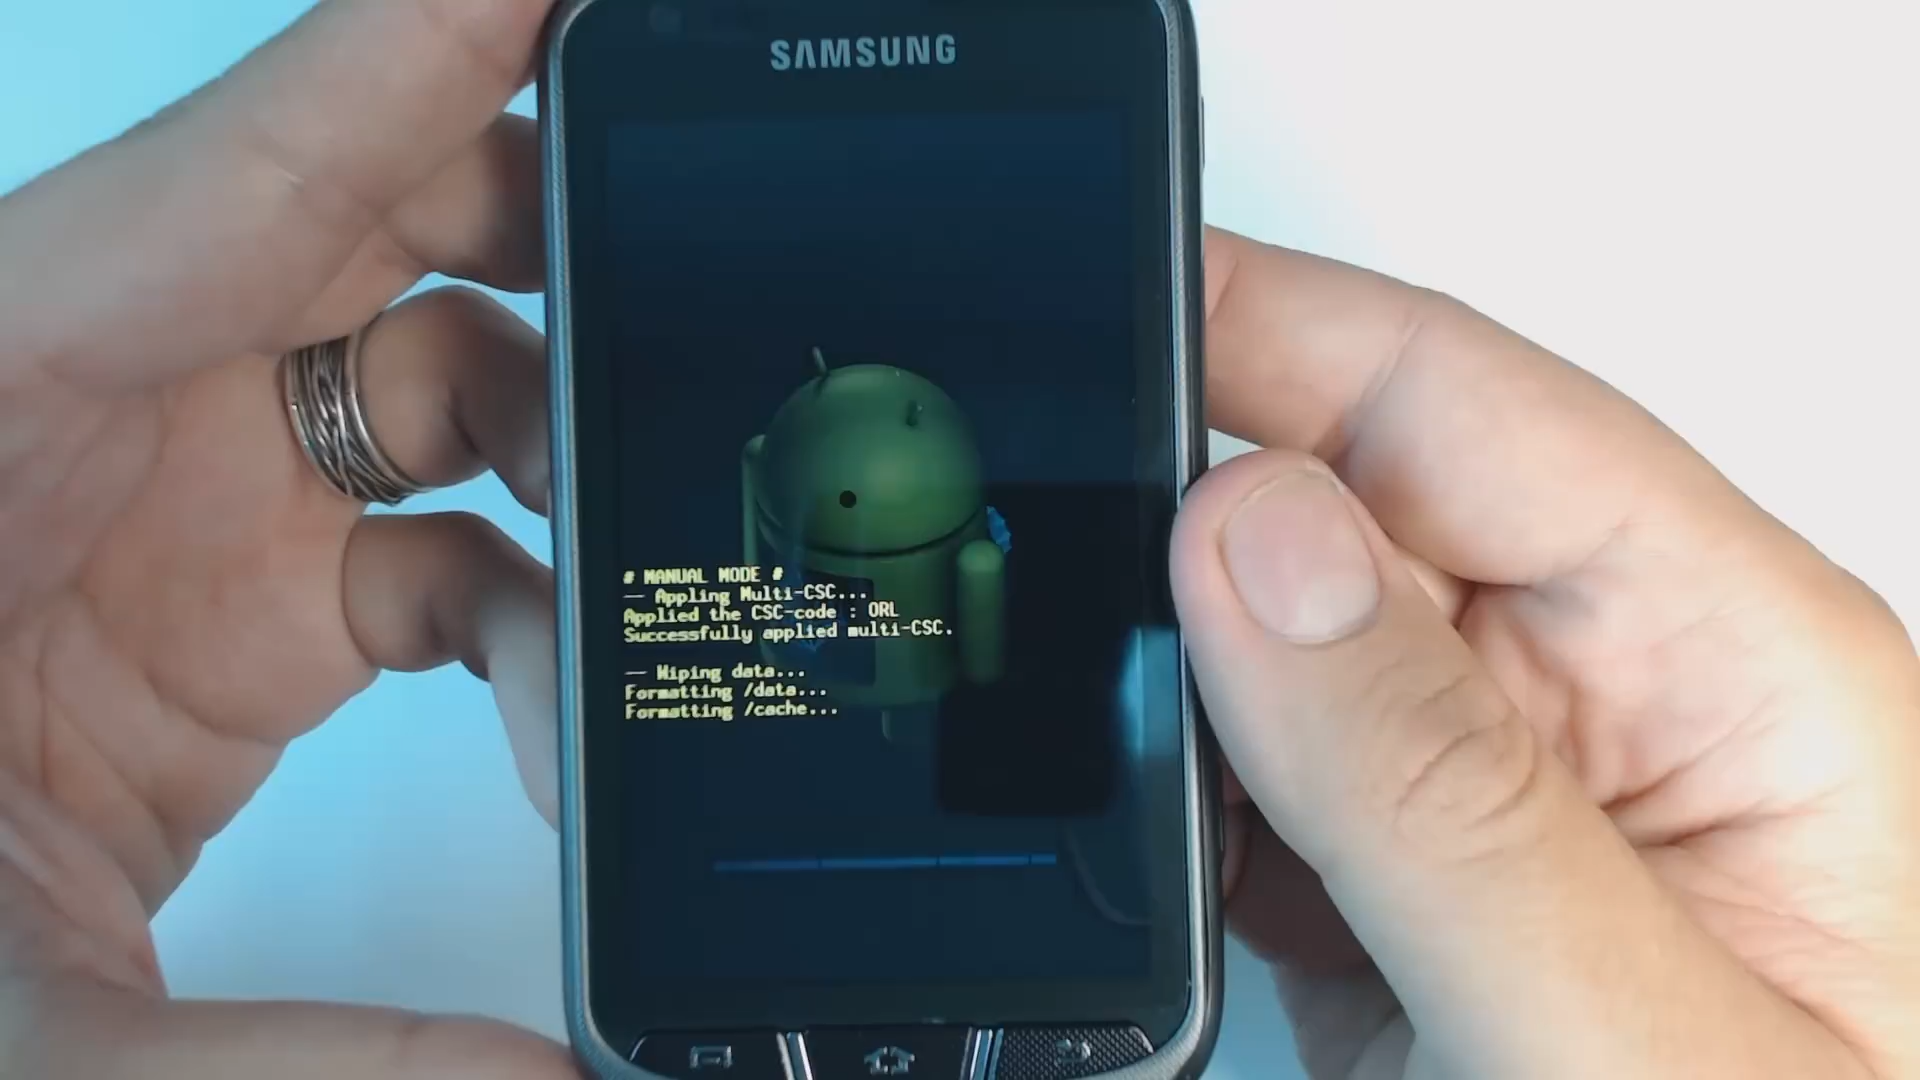 SAMSUNG
# MANUAL MODE #
-- Appling Multi-CSC...
Applied the CSC-code : ORL
Successfully applied multi-CSC.
-- Wiping data...
Formatting /data...
Formatting /cache...